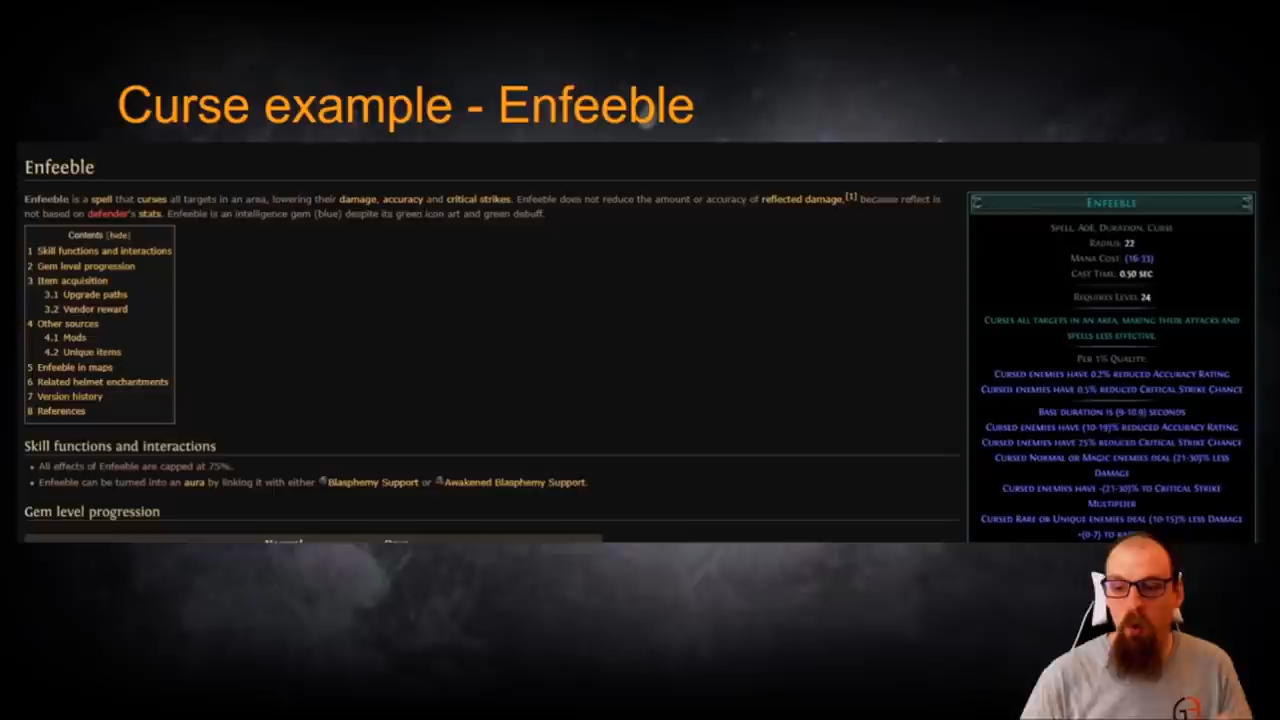 Curse example - Enfeeble
Enfeeble
Enfeeble is a spell that curses all targets in an area, lowering their damage, accuracy and critical strikes. Enfeeble does not reduce the amount or accuracy of reflected damage,[1] because reflect is
not based on defender's stats. Enfeeble is an intelligence gem (blue) despite its green icon art and green debuff.
Contents [hide]
1 Skill functions and interactions
2 Gem level progression
3 Item acquisition
3.1 Upgrade paths
3.2 Vendor reward
4 Other sources
4.1 Mods
4.2 Unique items
5 Enfeeble in maps
6 Related helmet enchantments
7 Version history
8 References
Skill functions and interactions
• All effects of Enfeeble are capped at 75%.
• Enfeeble can be turned into an aura by linking it with either Blasphemy Support or Awakened Blasphemy Support.
Gem level progression
Enfeeble
Spell, AoE, Duration, Curse
Radius: 22
Mana Cost: (16-33)
Cast Time: 0.50 sec
Requires Level 24
Curses all targets in an area, making their attacks and
spells less effective.
Per 1% Quality:
Cursed enemies have 0.2% reduced Accuracy Rating
Cursed enemies have 0.5% reduced Critical Strike Chance
Base duration is (9-10.9) seconds
Cursed enemies have (10-19)% reduced Accuracy Rating
Cursed enemies have 25% reduced Critical Strike Chance
Cursed Normal or Magic enemies deal (21-30)% less
Damage
Cursed enemies have -(21-30)% to Critical Strike
Multiplier
Cursed Rare or Unique enemies deal (10-15)% less Damage